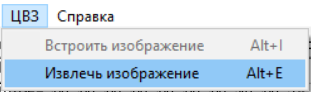 ЦВЗ Справка
Встроить изображение Alt+I
Извлечь изображение Alt+E